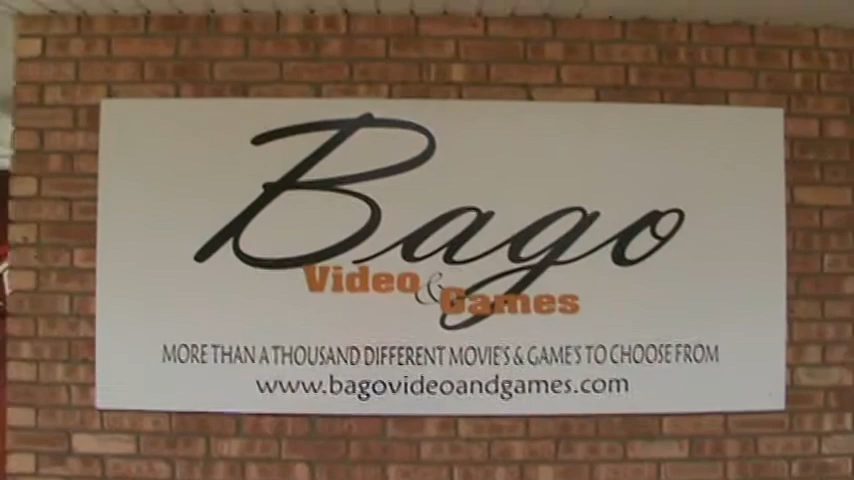 Bago
Video & Games
MORE THAN A THOUSAND DIFFERENT MOVIE'S & GAME'S TO CHOOSE FROM
www.bagovideoandgames.com